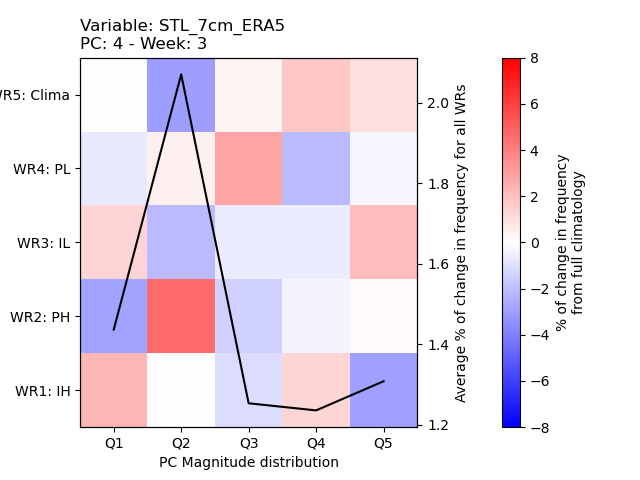 Variable: STL_7cm_ERA5
PC: 4 - Week: 3
WR5: Clima
WR4: PL
WR3: IL
WR2: PH
WR1: IH
Q1 Q2 Q3 Q4 Q5
PC Magnitude distribution
2.0
1.8
1.6
1.4
1.2
Average % of change in frequency for all WRs
8
6
4
2
0
−2
−4
−6
−8
% of change in frequency
from full climatology